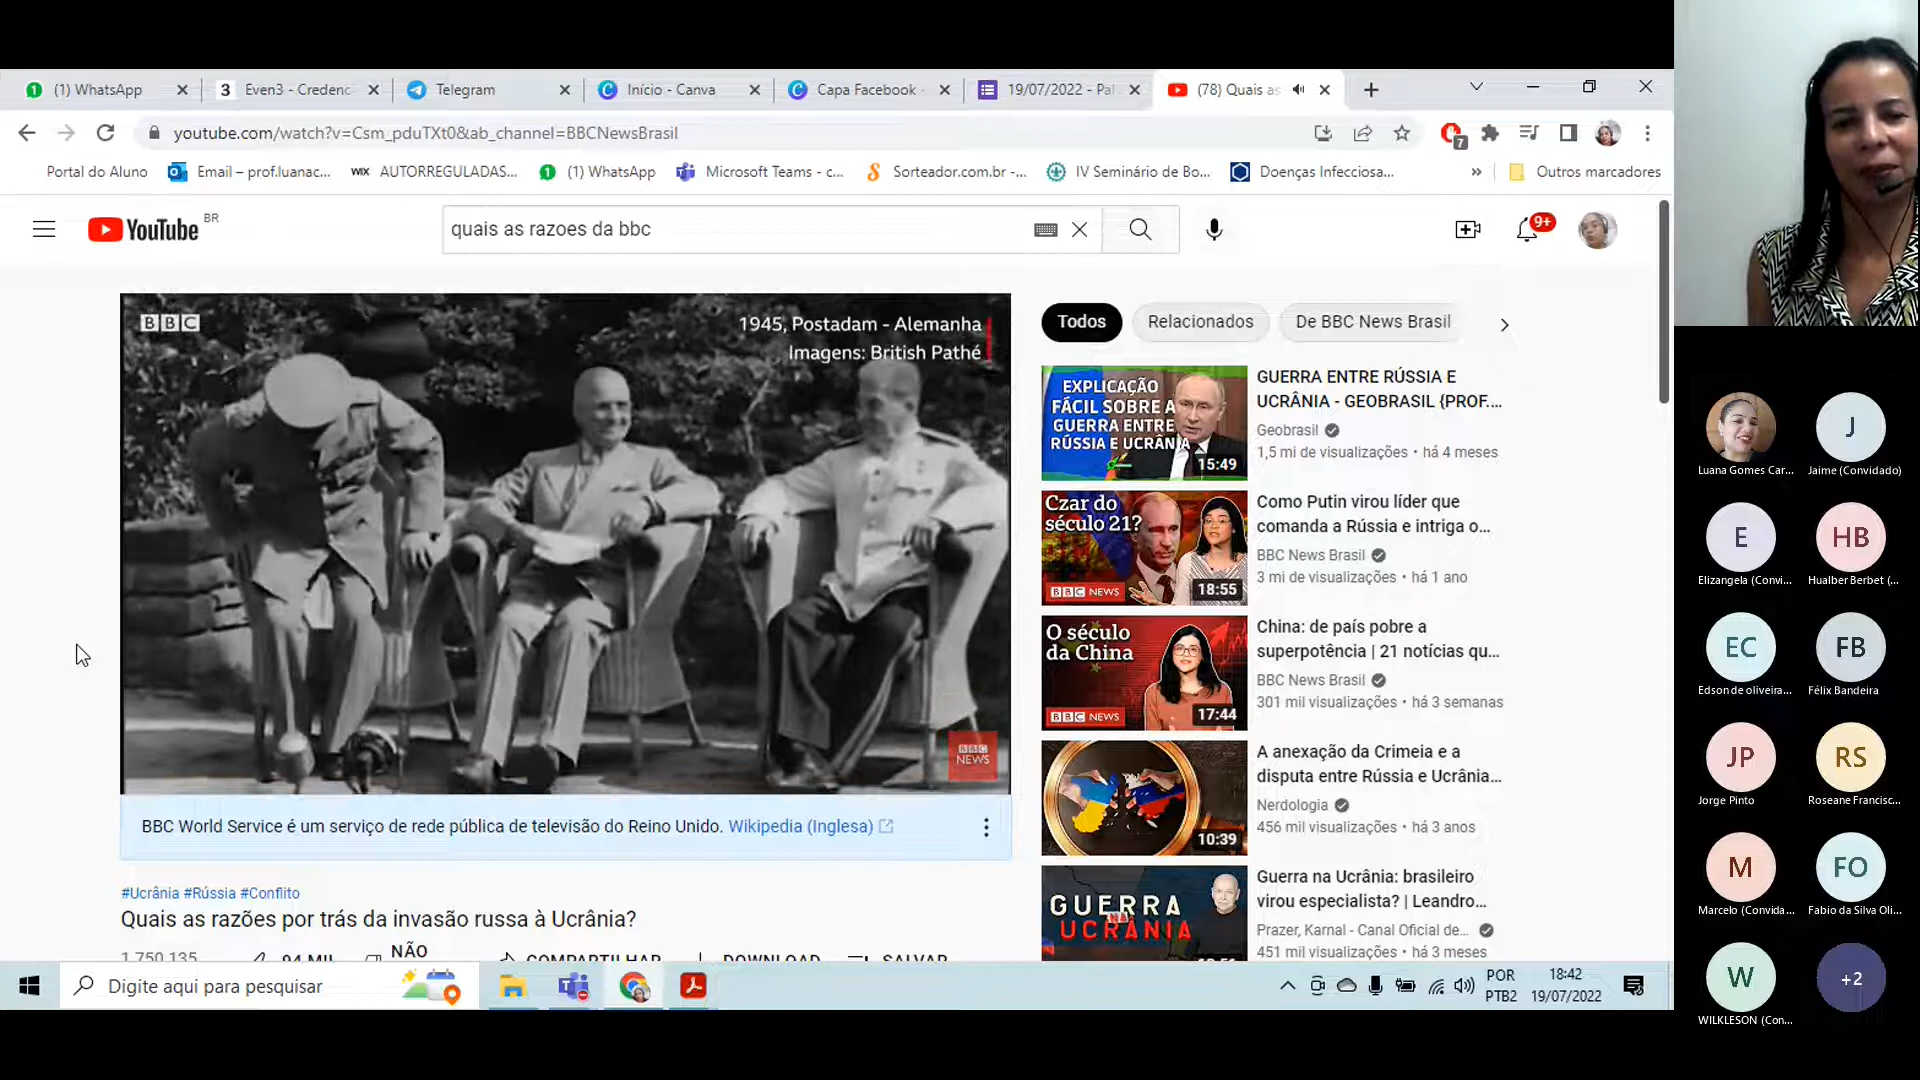 (1) WhatsApp
Even3 - Credenc
Telegram
Início - Canva
Capa Facebook -
19/07/2022 - Pal
(78) Quais as
youtube.com/watch?v=Csm_pduTXt0&ab_channel=BBCNewsBrasil
7
Portal do Aluno
Email – prof.luanac...
WIX AUTORREGULADAS...
(1) WhatsApp
Microsoft Teams - c...
Sorteador.com.br -...
IV Seminário de Bo...
Doenças Infecciosa...
»
Outros marcadores
YouTube BR
quais as razoes da bbc
9+
BBC
1945, Postadam - Alemanha
Imagens: British Pathé
BBC
NEWS
BBC World Service é um serviço de rede pública de televisão do Reino Unido. Wikipedia (Inglesa)
#Ucrânia #Rússia #Conflito
Quais as razões por trás da invasão russa à Ucrânia?
1.750.135
94 MIL
NÃO
COMPARTILHAR
DOWNLOAD
SALVAR
Todos
Relacionados
De BBC News Brasil
EXPLICAÇÃO
FÁCIL SOBRE A
GUERRA ENTRE
RÚSSIA E UCRÂNIA
15:49
GUERRA ENTRE RÚSSIA E
UCRÂNIA - GEOBRASIL {PROF....
Geobrasil
1,5 mi de visualizações • há 4 meses
Czar do
século 21?
BBC NEWS
18:55
Como Putin virou líder que
comanda a Rússia e intriga o...
BBC News Brasil
3 mi de visualizações • há 1 ano
O século
da China
BBC NEWS
17:44
China: de país pobre a
superpotência | 21 notícias qu...
BBC News Brasil
301 mil visualizações • há 3 semanas
10:39
A anexação da Crimeia e a
disputa entre Rússia e Ucrânia...
Nerdologia
456 mil visualizações • há 3 anos
GUERRA
NA
UCRÂNIA
Guerra na Ucrânia: brasileiro
virou especialista? | Leandro...
Prazer, Karnal - Canal Oficial de...
451 mil visualizações • há 3 meses
Digite aqui para pesquisar
POR
PTB2
18:42
19/07/2022
Luana Gomes Car...
J
Jaime (Convidado)
E
Elizangela (Convi...
HB
Hualber Berbet (...
EC
Edson de oliveira...
FB
Félix Bandeira
JP
Jorge Pinto
RS
Roseane Francisc...
M
Marcelo (Convida...
FO
Fabio da Silva Oli...
W
WILKLESON (Con...
+2